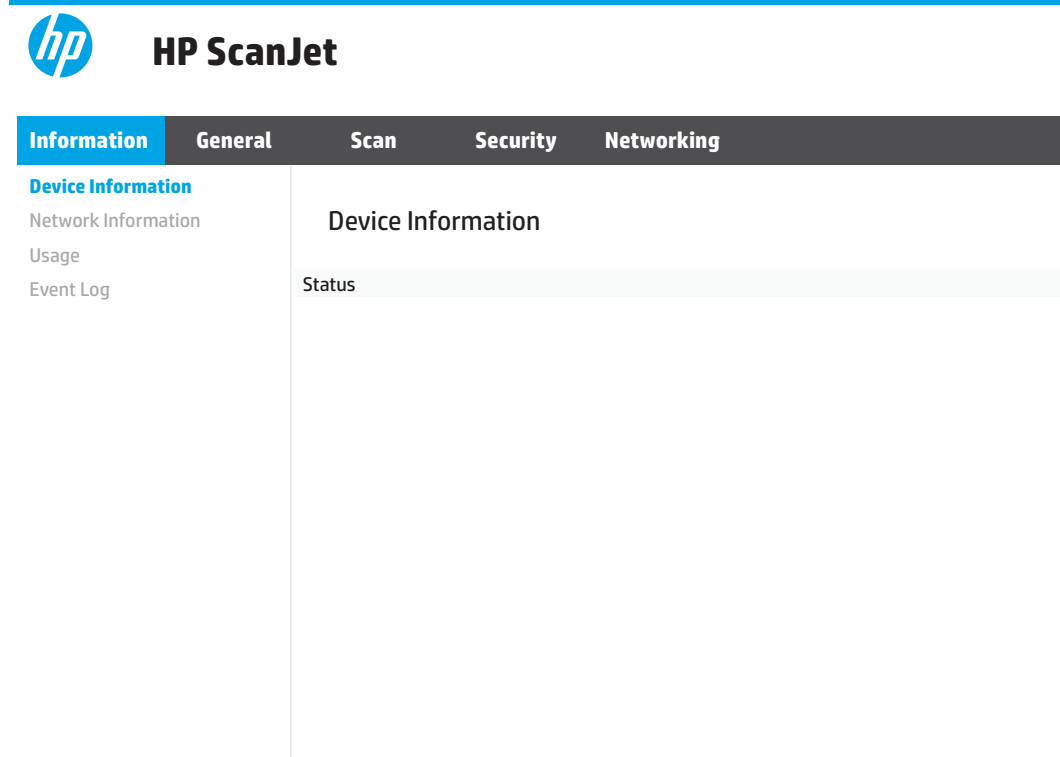 hp
HP ScanJet
Information General Scan Security Networking
Device Information
Network Information
Usage
Event Log
Device Information
Status